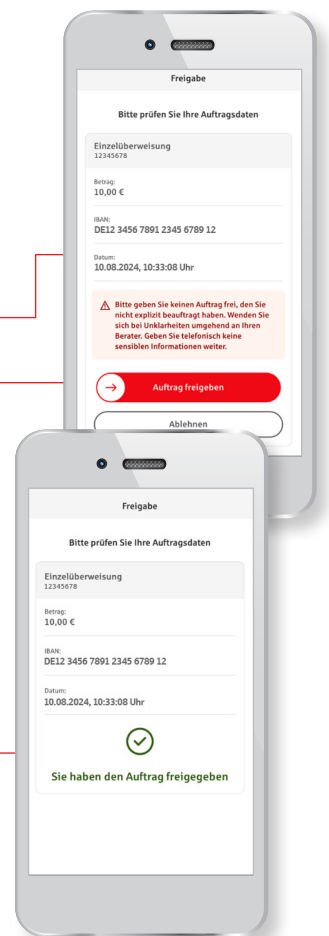 Freigabe
Bitte prüfen Sie Ihre Auftragsdaten
Einzelüberweisung
12345678
Betrag:
10,00 €
IBAN:
DE12 3456 7891 2345 6789 12
Datum:
10.08.2024, 10:33:08 Uhr
Bitte geben Sie keinen Auftrag frei, den Sie
nicht explizit beauftragt haben. Wenden Sie
sich bei Unklarheiten umgehend an Ihren
Berater. Geben Sie telefonisch keine
sensiblen Informationen weiter.
Auftrag freigeben
Ablehnen
Freigabe
Bitte prüfen Sie Ihre Auftragsdaten
Einzelüberweisung
12345678
Betrag:
10,00 €
IBAN:
DE12 3456 7891 2345 6789 12
Datum:
10.08.2024, 10:33:08 Uhr
Sie haben den Auftrag freigegeben